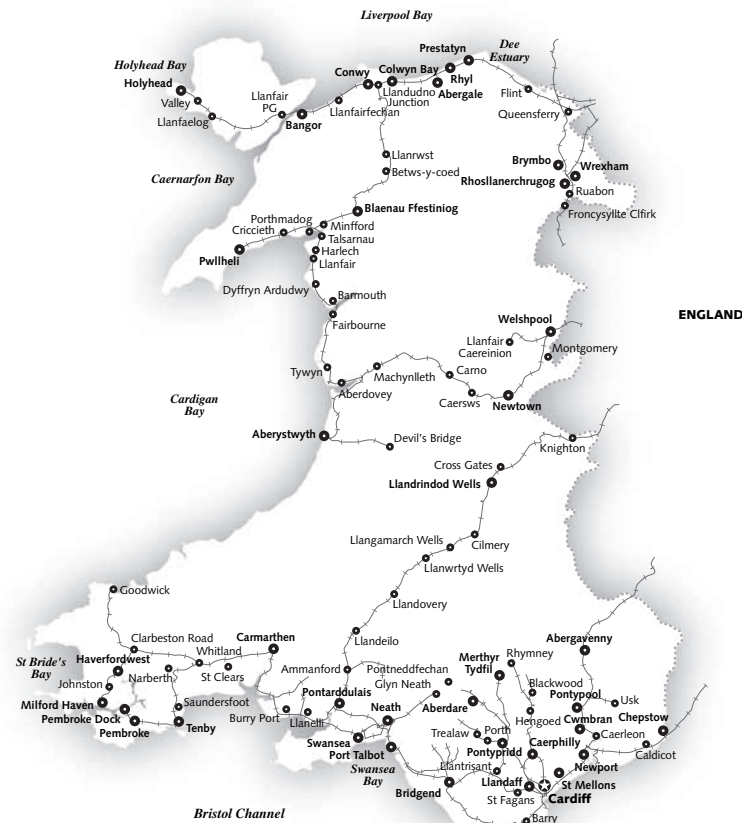 Liverpool Bay
Prestatyn
Dee
Estuary
Holyhead Bay
Holyhead
Conwy
Colwyn Bay
Rhyl
Valley
Llanfair
PG
Llandudno
Junction
Abergale
Flint
Llanfaelog
Bangor
Llanfairfechan
Queensferry
Llanrwst
Betws-y-coed
Brymbo
Wrexham
Caernarfon Bay
Rhosllanerchrugog
Ruabon
Blaenau Ffestiniog
Froncysyllte Clfirk
Porthmadog
Minfford
Criccieth
Talsarnau
Harlech
Pwllheli
Llanfair
Dyffryn Ardudwy
Barmouth
Fairbourne
Welshpool
ENGLAND
Llanfair
Caereinion
Montgomery
Tywyn
Machynlleth
Carno
Aberdovey
Caersws
Newtown
Cardigan
Bay
Aberystwyth
Devil's Bridge
Knighton
Cross Gates
Llandrindod Wells
Llangamarch Wells
Cilmery
Llanwrtyd Wells
Goodwick
Llandovery
Llandeilo
Clarbeston Road
Carmarthen
Abergavenny
St Bride's
Bay
Haverfordwest
Whitland
Ammanford
Pontneddfechan
Merthyr
Tydfil
Rhymney
Johnston
Narberth
St Clears
Glyn Neath
Blackwood
Milford Haven
Saundersfoot
Pontarddulais
Aberdare
Pontypool
Usk
Pembroke Dock
Burry Port
Llanelli
Neath
Hengoed
Cwmbran
Chepstow
Pembroke
Tenby
Trealaw
Porth
Caerleon
Swansea
Pontypridd
Caerphilly
Caldicot
Port Talbot
Swansea
Bay
Llantrisant
Newport
Bridgend
Llandaff
St Mellons
St Fagans
Cardiff
Bristol Channel
Barry